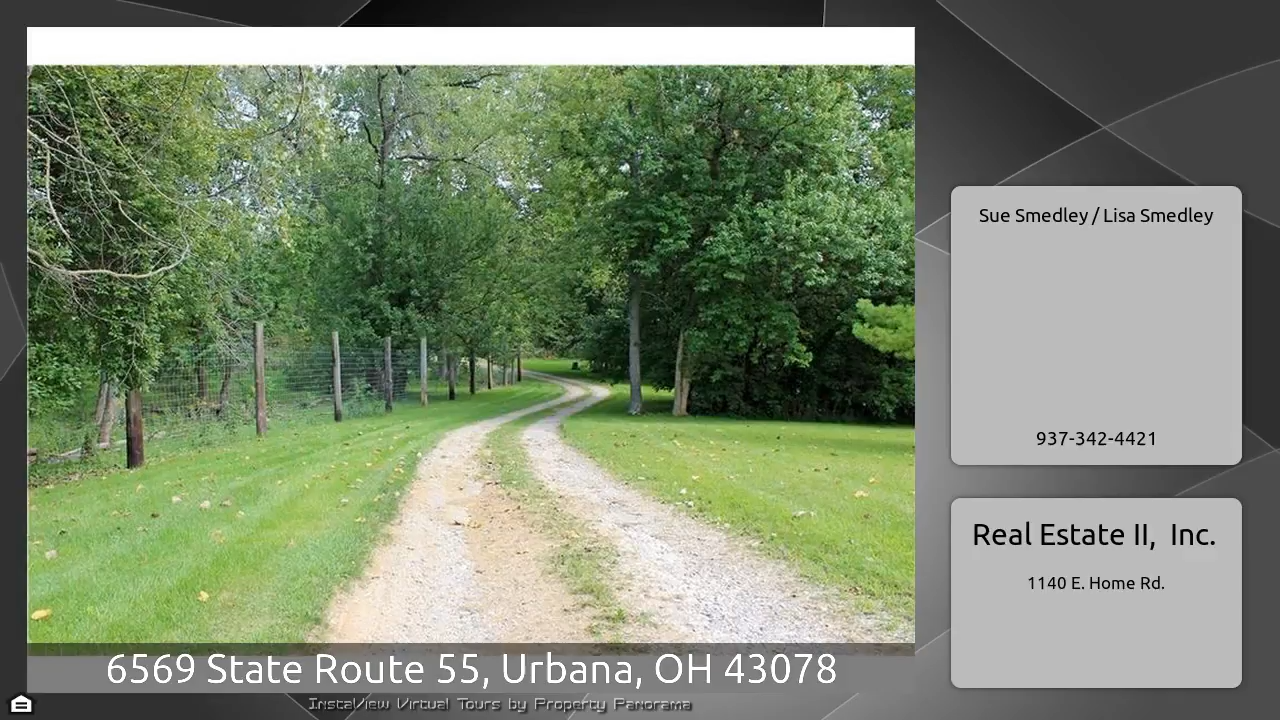 Sue Smedley / Lisa Smedley
937-342-4421
Real Estate II, Inc.
1140 E. Home Rd.
6569 State Route 55, Urbana, OH 43078
InstaView Virtual Tours by Property Panorama